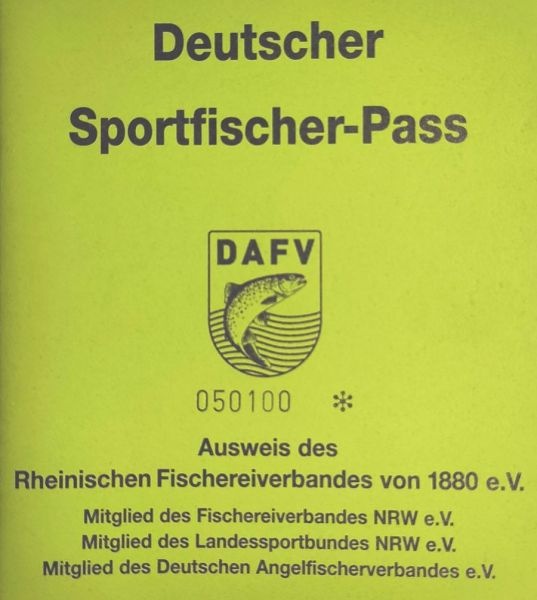 Deutscher
Sportfischer-Pass
DAFV
050100 *
Ausweis des
Rheinischen Fischereiverbandes von 1880 e.V.
Mitglied des Fischereiverbandes NRW e.V.
Mitglied des Landessportbundes NRW e.V.
Mitglied des Deutschen Angelfischerverbandes e.V.